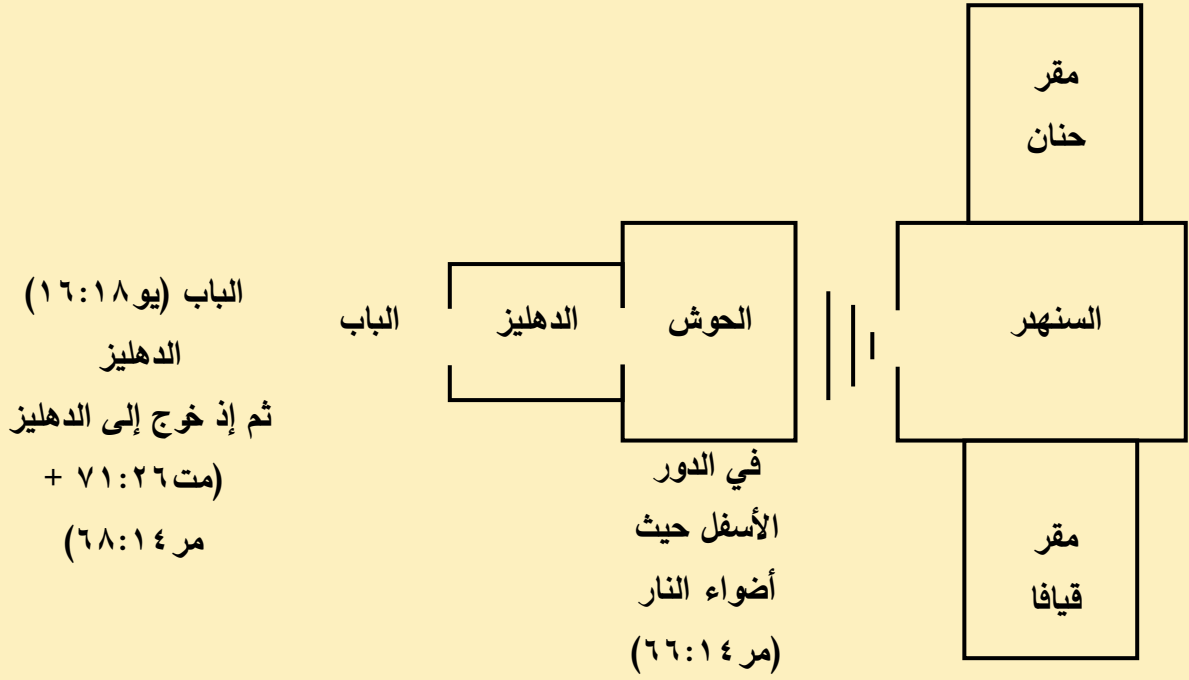 مقر
حنان
السنهدر
مقر
قيافا
الحوش
في الدور
الأسفل حيث
أضواء النار
(مر١٤:٦٦)
الدهليز
الباب
الباب (يو١٨:١٦)
الدهليز
ثم إذ خرج إلى الدهليز
(مت٢٦:٧١ +
مر١٤:٦٨)